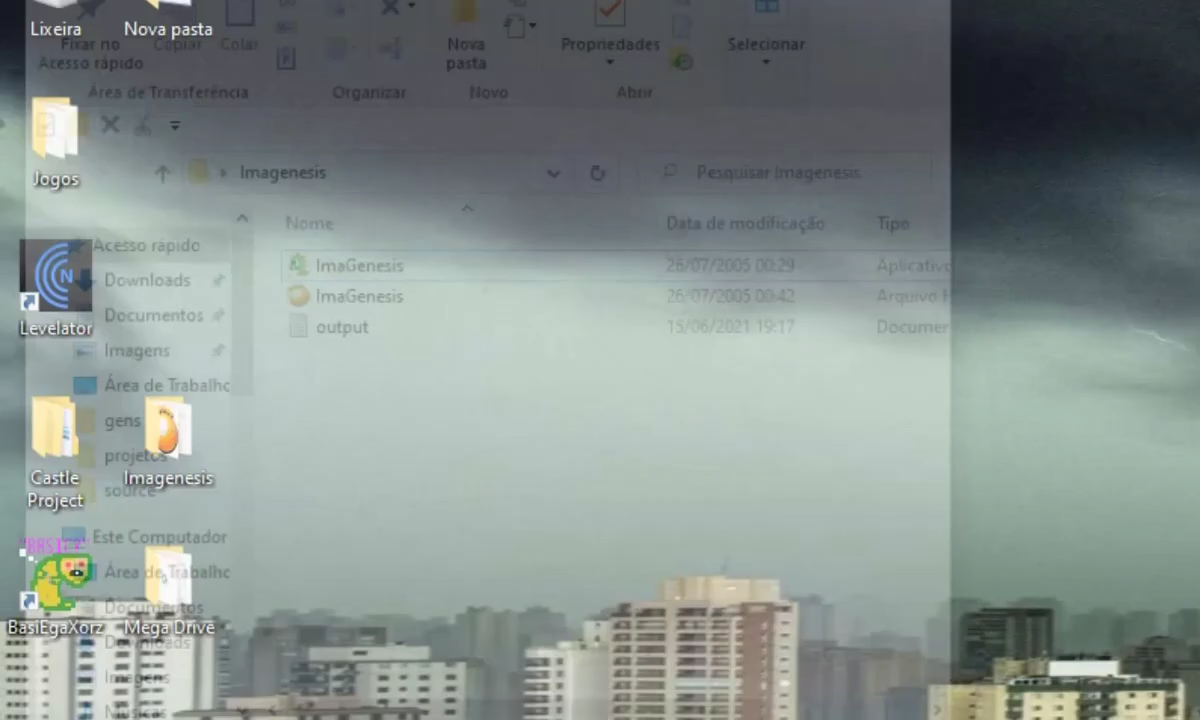 Lixeira
Nova pasta
Fixar no
Acesso rápido
Copiar
Colar
Nova
pasta
Propriedades
Selecionar
Área de Transferência
Organizar
Novo
Abrir
Jogos
Imagenesis
Pesquisar Imagenesis
Nome
Data de modificação
Tipo
Acesso rápido
ImaGenesis
26/07/2005 00:29
Aplicativo
Downloads
ImaGenesis
26/07/2005 00:42
Arquivo
Documentos
output
15/06/2021 19:17
Documen
Levelator
Imagens
Área de Trabalho
gens
projetos
Castle
Project
Imagenesis
source
Este Computador
"BASIEX"
Área de Trabalho
Documentos
BasiEgaXorz
Mega Drive
Downloads
Imagens
Músicas